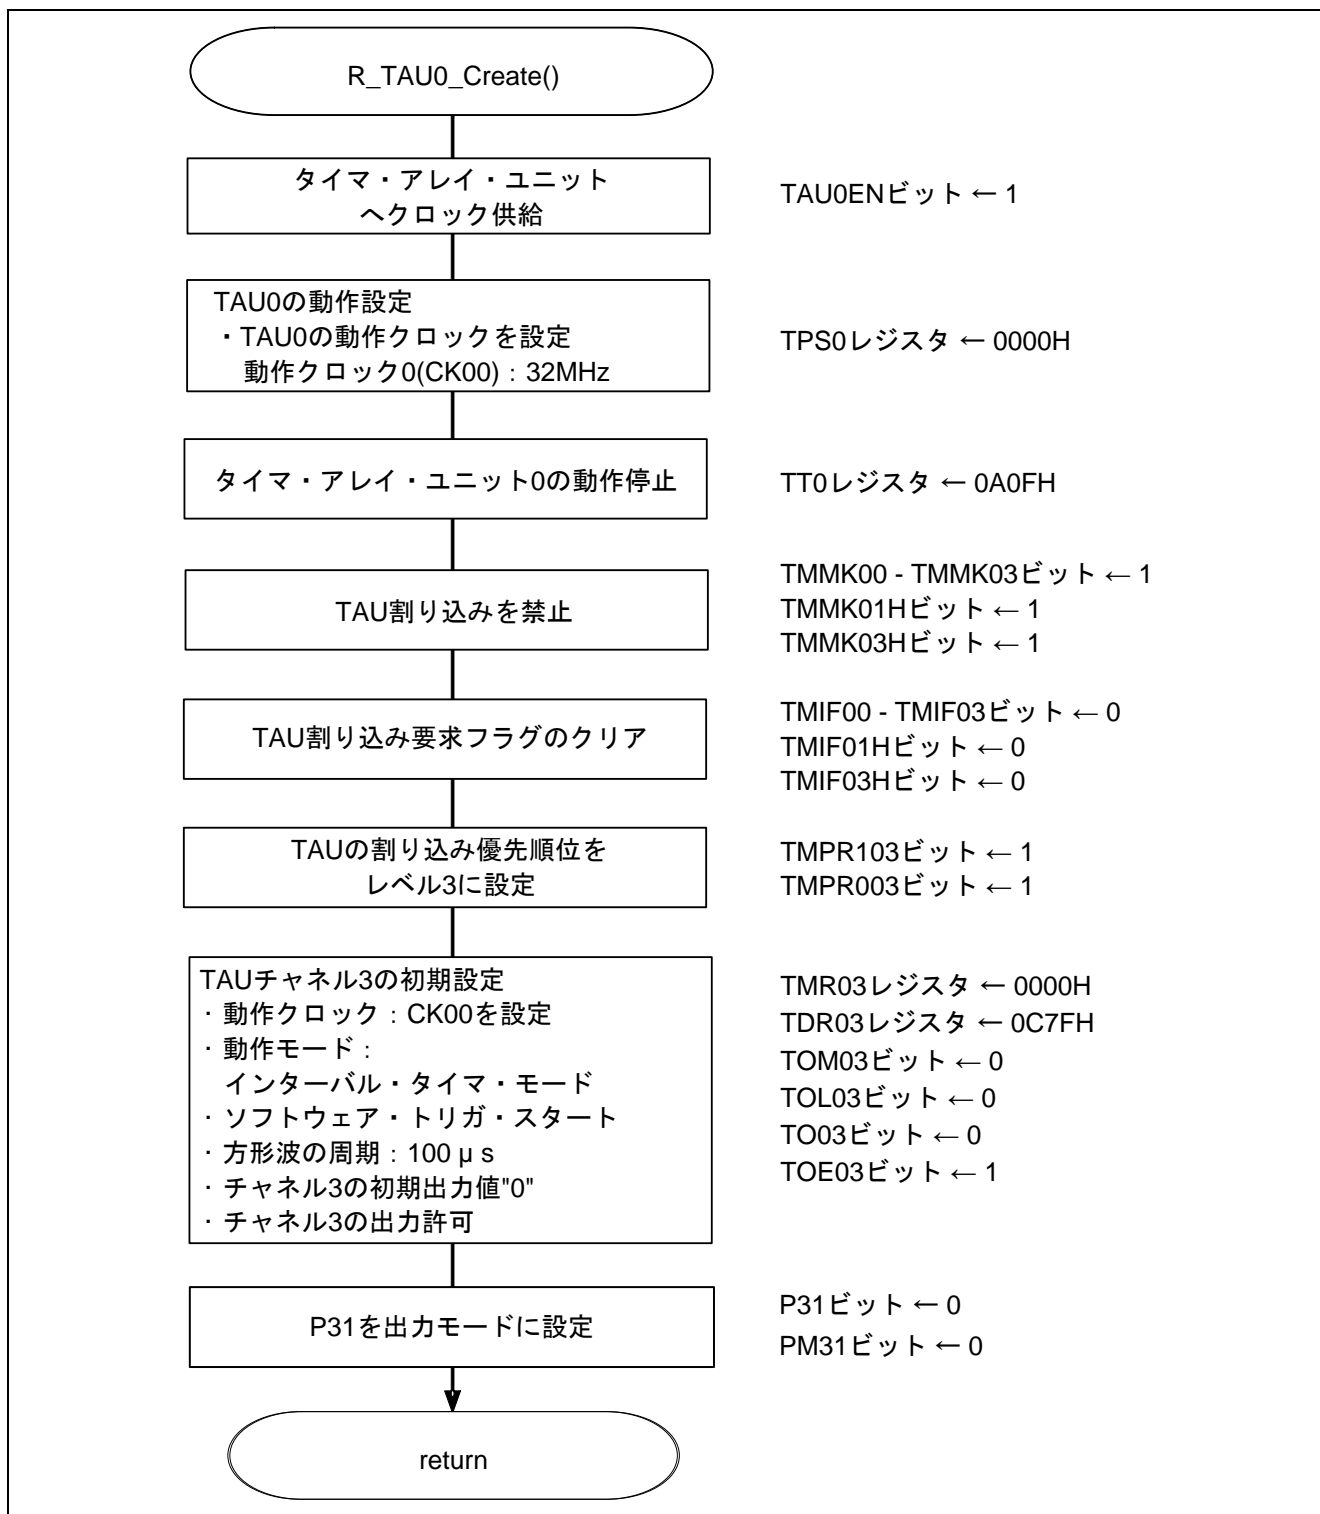 R_TAU0_Create()
タイマ・アレイ・ユニット
へクロック供給
TAU0ENビット ← 1
TAU0の動作設定
・TAU0の動作クロックを設定
動作クロック0(CK00)：32MHz
TPS0レジスタ ← 0000H
タイマ・アレイ・ユニット0の動作停止
TT0レジスタ ← 0A0FH
TAU割り込みを禁止
TMMK00 - TMMK03ビット ← 1
TMMK01Hビット ← 1
TMMK03Hビット ← 1
TAU割り込み要求フラグのクリア
TMIF00 - TMIF03ビット ← 0
TMIF01Hビット ← 0
TMIF03Hビット ← 0
TAUの割り込み優先順位を
レベル3に設定
TMPR103ビット ← 1
TMPR003ビット ← 1
TAUチャネル3の初期設定
・動作クロック：CK00を設定
・動作モード：
インターバル・タイマ・モード
・ソフトウェア・トリガ・スタート
・方形波の周期：100 μ s
・チャネル3の初期出力値"0"
・チャネル3の出力許可
TMR03レジスタ ← 0000H
TDR03レジスタ ← 0C7FH
TOM03ビット ← 0
TOL03ビット ← 0
TO03ビット ← 0
TOE03ビット ← 1
P31を出力モードに設定
P31ビット ← 0
PM31ビット ← 0
return